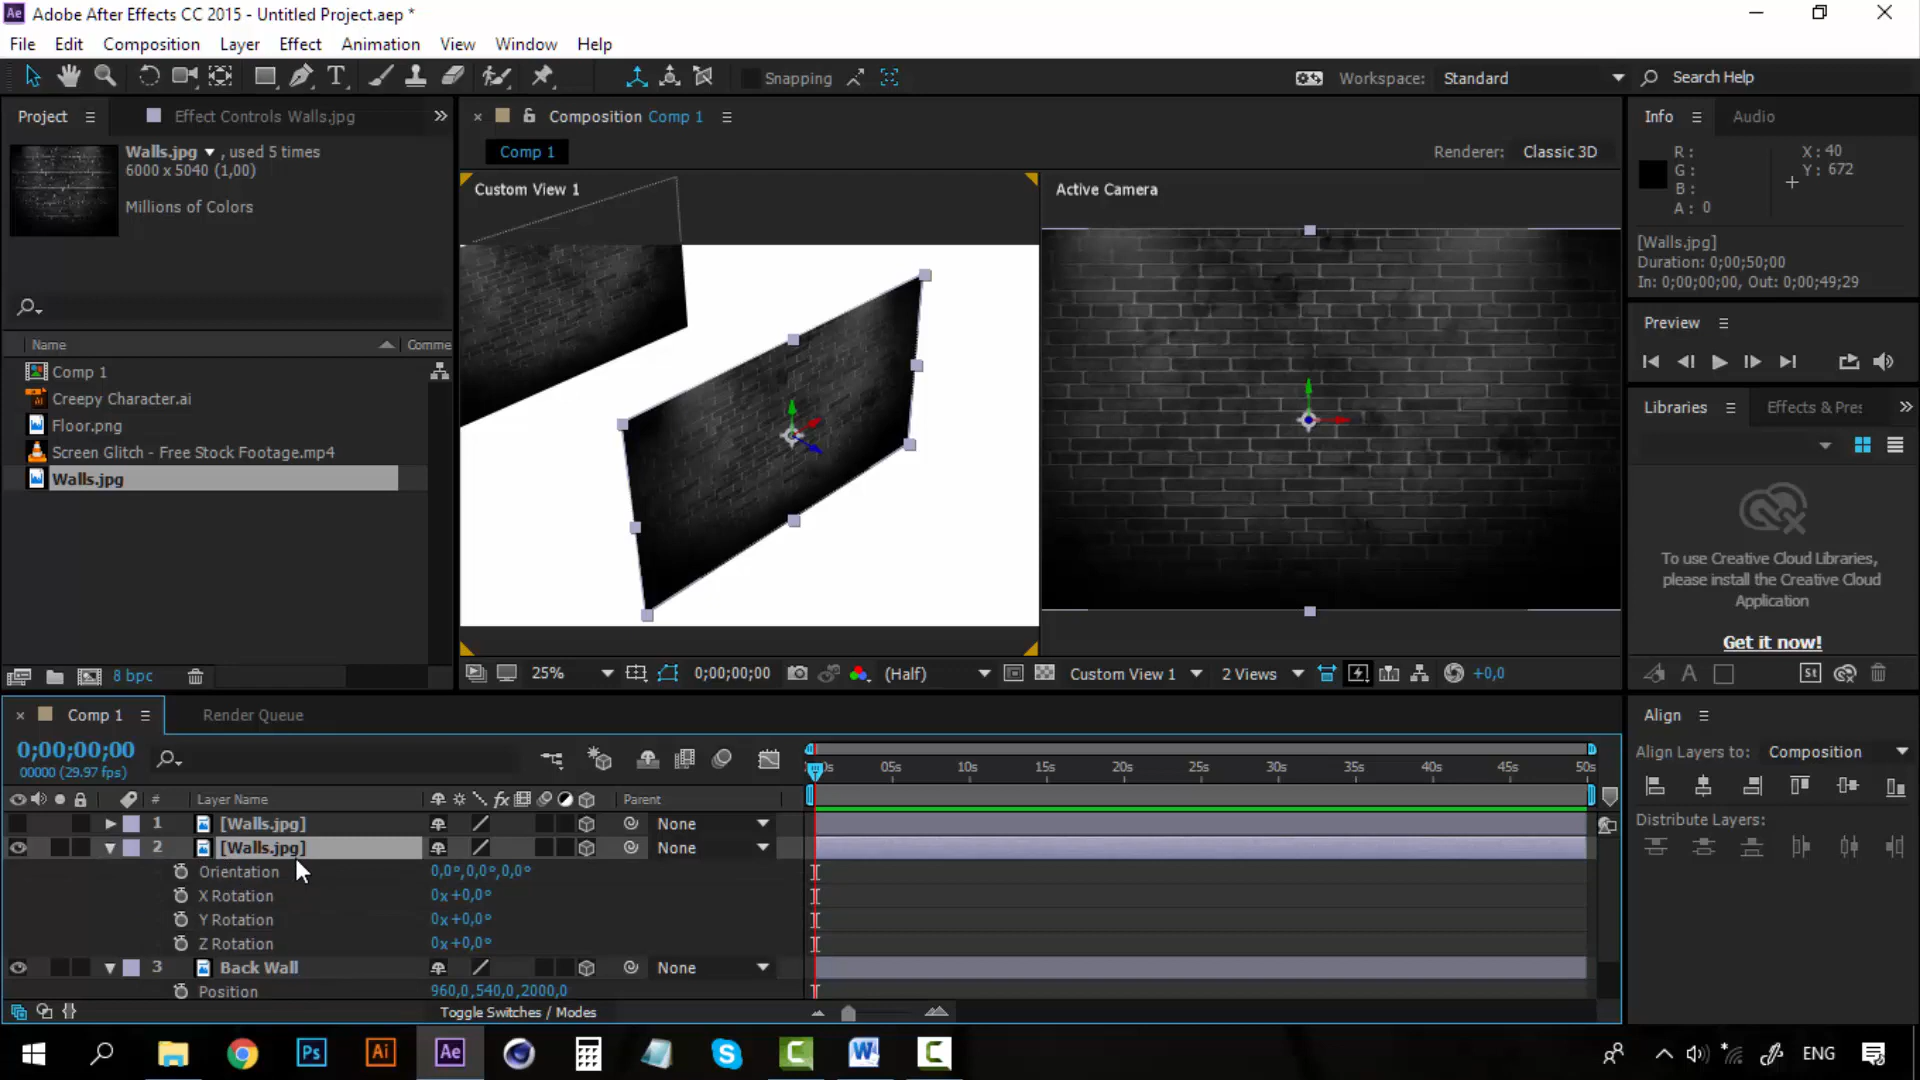 Ae Adobe After Effects CC 2015 - Untitled Project.aep *
File Edit Composition Layer Effect Animation View Window Help
Snapping Workspace: Standard Search Help
Project Effect Controls Walls.jpg
Walls.jpg , used 5 times
6000 x 5040 (1,00)
Millions of Colors
Name Comme
Comp 1
Creepy Character.ai
Floor.png
Screen Glitch - Free Stock Footage.mp4
Walls.jpg
8 bpc
Composition Comp 1
Comp 1
Renderer: Classic 3D
Custom View 1
Active Camera
25% 0;00;00;00 (Half) Custom View 1 2 Views +0,0
Info Audio
R: X: 40
G: Y: 672
B:
A: 0
[Walls.jpg]
Duration: 0;00;50;00
In: 0;00;00;00, Out: 0;00;49;29
Preview
Libraries Effects & Pres
To use Creative Cloud Libraries,
please install the Creative Cloud
Application
Get it now!
St
Comp 1 Render Queue
0;00;00;00
00000 (29.97 fps)
05s 10s 15s 20s 25s 30s 35s 40s 45s 50s
# Layer Name fx Parent
1 [Walls.jpg] None
2 [Walls.jpg] None
Orientation 0,0°,0,0°,0,0°
X Rotation 0x+0,0°
Y Rotation 0x+0,0°
Z Rotation 0x+0,0°
3 Back Wall None
Position 960,0,540,0,2000,0
Toggle Switches / Modes
Align
Align Layers to: Composition
Distribute Layers:
Ps Ai Ae ENG